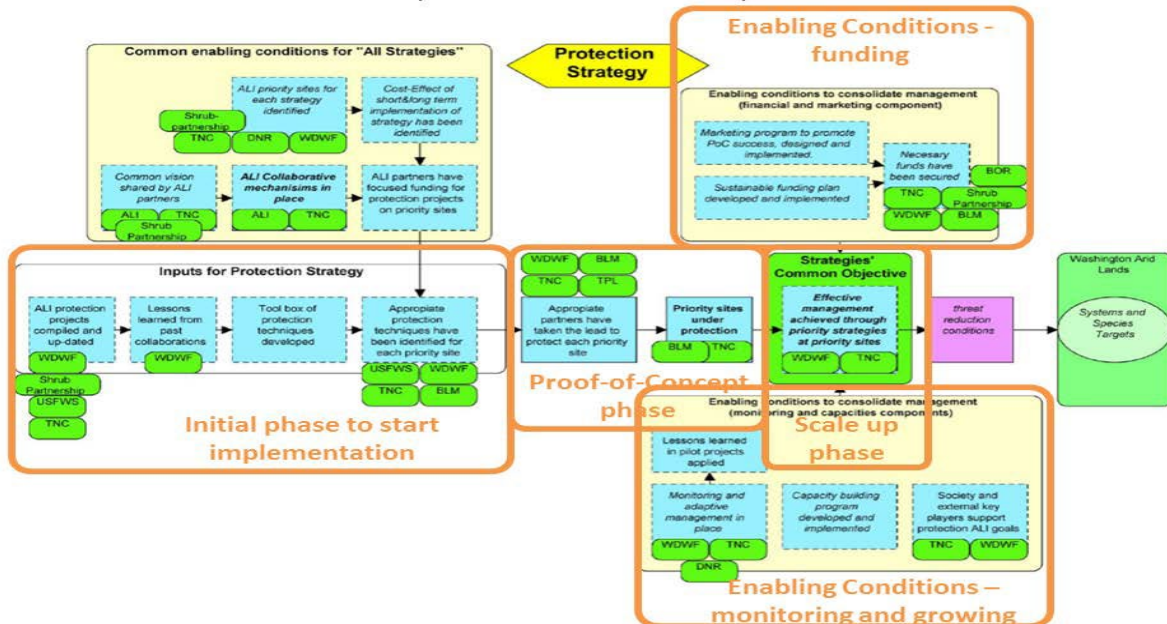 Enabling Conditions -
funding
Common enabling conditions for "All Strategies"
Protection
Strategy
ALI priority sites for
each strategy
identified
Cost-Effect of
short&long term
implementation of
strategy has been
identified
Shrub-
partnership
TNC
DNR
WDWF
Common vision
shared by ALI
partners
ALI Collaborative
mechanisims in
place
ALI partners have
focused funding for
protection projects
on priority sites
ALI
TNC
Shrub
Partnership
ALI
TNC
Enabling conditions to consolidate management
(financial and marketing component)
Marketing program to promote
PoC success, designed and
implemented.
Sustainable funding plan
developed and implemented
Necessary
funds have
been secured
BOR
TNC
Shrub
Partnership
WDWF
BLM
Inputs for Protection Strategy
ALI protection
projects
compiled and
up-dated
Lessons
learned from
past
collaborations
Tool box of
protection
techniques
developed
Appropiate
protection
techniques have
been identified for
each priority site
WDWF
Shrub
Partnership
USFWS
TNC
WDWF
USFWS
WDWF
TNC
BLM
Initial phase to start
implementation
WDWF
BLM
TNC
TPL
Appropiate
partners have
taken the lead to
protect each priority
site
Priority sites
under
protection
BLM
TNC
Proof-of-Concept
phase
Strategies'
Common Objective
Effective
management
achieved through
priority strategies
at priority sites
WDWF
TNC
Scale up
phase
threat
reduction
conditions
Washington Arid
Lands
Systems and
Species
Targets
Enabling conditions to consolidate management
(monitoring and capacities components)
Lessons learned
in pilot projects
applied
Monitoring and
adaptive
management in
place
Capacity building
program
developed and
implemented
Society and
external key
players support
protection ALI goals
WDWF
TNC
DNR
TNC
WDWF
Enabling Conditions –
monitoring and growing